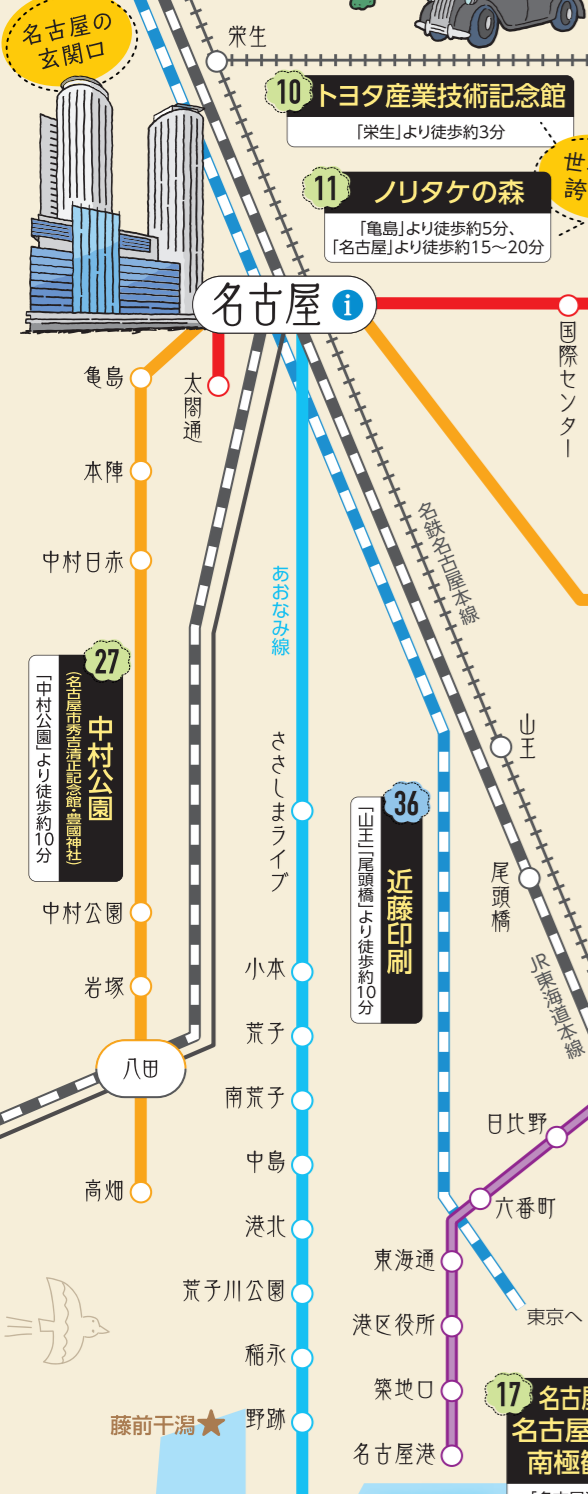 名古屋の
玄関口
栄生
10 トヨタ産業技術記念館
「栄生」より徒歩約3分
世
誇
11 ノリタケの森
「亀島」より徒歩約5分、
「名古屋」より徒歩約15〜20分
名古屋 i
国際センター
亀島
太閤通
本陣
名鉄名古屋本線
中村日赤
あおなみ線
27
中村公園
(名古屋市秀吉清正記念館・豊國神社)
「中村公園」より徒歩約10分
山王
ささしまライブ
36
近藤印刷
「山王」「尾頭橋」より徒歩約10分
尾頭橋
中村公園
JR東海道本線
小本
岩塚
荒子
八田
南荒子
日比野
中島
高畑
六番町
港北
東海通
荒子川公園
東京へ
港区役所
稲永
築地口
17 名古
名古屋
南極
藤前干潟★
野跡
名古屋港